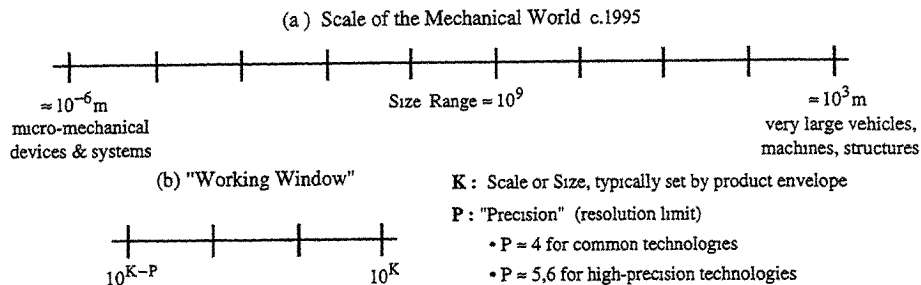 (a) Scale of the Mechanical World c.1995
≈ 10⁻⁶m
micro-mechanical
devices & systems
Size Range ≈ 10⁹
≈ 10³m
very large vehicles,
machines, structures
(b) "Working Window"
10ᴷ⁻ᴾ
10ᴷ
K : Scale or Size, typically set by product envelope
P : "Precision" (resolution limit)
• P ≈ 4 for common technologies
• P ≈ 5,6 for high-precision technologies